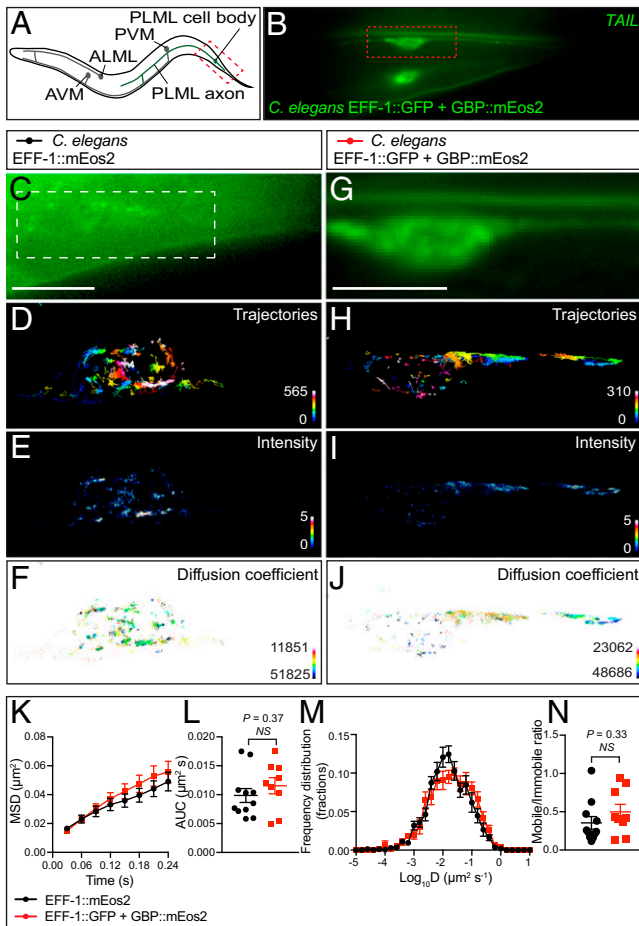 A
PLML cell body
PVM
ALML
AVM
PLML axon
B
TAIL
C. elegans EFF-1::GFP + GBP::mEos2
C. elegans
EFF-1::mEos2
C. elegans
EFF-1::GFP + GBP::mEos2
C
G
D
Trajectories
565
0
H
Trajectories
310
0
E
Intensity
5
0
I
Intensity
5
0
F
Diffusion coefficient
11851
51825
J
Diffusion coefficient
23062
48686
K
MSD (µm²)
0.08
0.06
0.04
0.02
0.00
0.00
0.06
0.12
0.18
0.24
Time (s)
L
P = 0.37
NS
AUC (µm² s)
0.020
0.015
0.010
0.005
0.000
M
Frequency distribution
(fractions)
0.15
0.10
0.05
0.00
-5
-4
-3
-2
-1
0
1
Log₁₀D (µm² s⁻¹)
N
P = 0.33
NS
Mobile/Immobile ratio
1.5
1.0
0.5
0.0
EFF-1::mEos2
EFF-1::GFP + GBP::mEos2